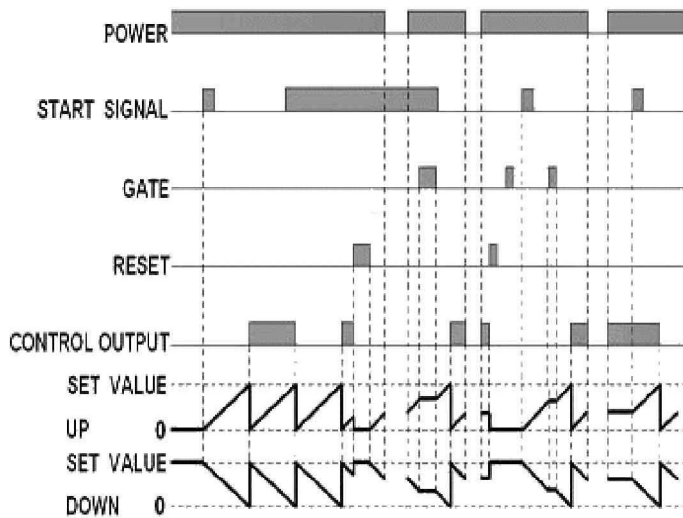 POWER
START SIGNAL
GATE
RESET
CONTROL OUTPUT
SET VALUE
UP 0
SET VALUE
DOWN 0